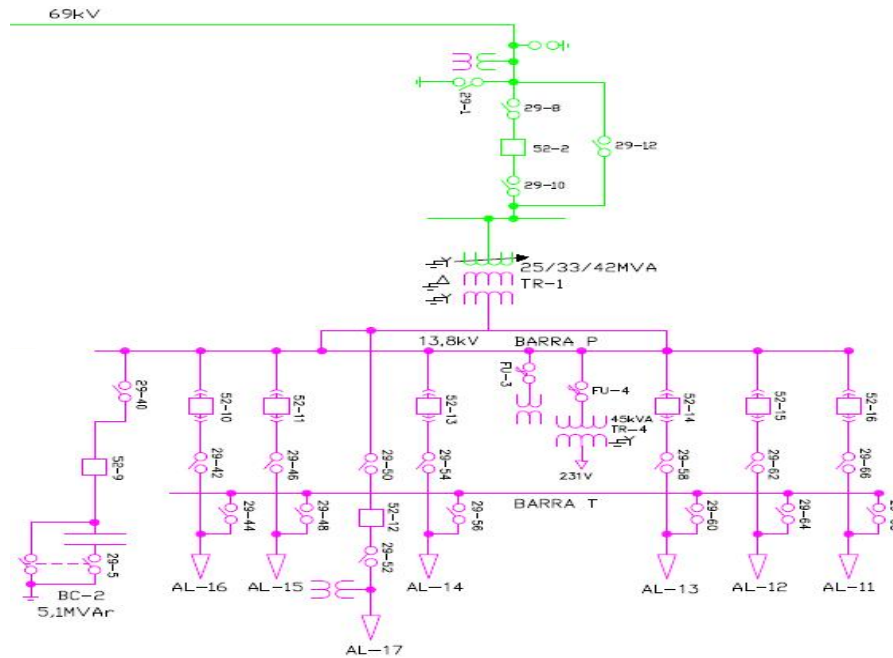 69kV
29-1
29-8
52-2
29-12
29-10
25/33/42MVA
TR-1
13,8kV
BARRA P
29-40
52-10
52-11
52-13
FU-3
FU-4
45kVA
TR-4
231V
52-14
52-15
52-16
52-9
29-42
29-46
29-50
29-54
29-58
29-62
29-66
BARRA T
29-44
29-48
52-12
29-56
29-60
29-64
29-5
29-52
BC-2
5,1MVAr
AL-16
AL-15
AL-14
AL-13
AL-12
AL-11
AL-17